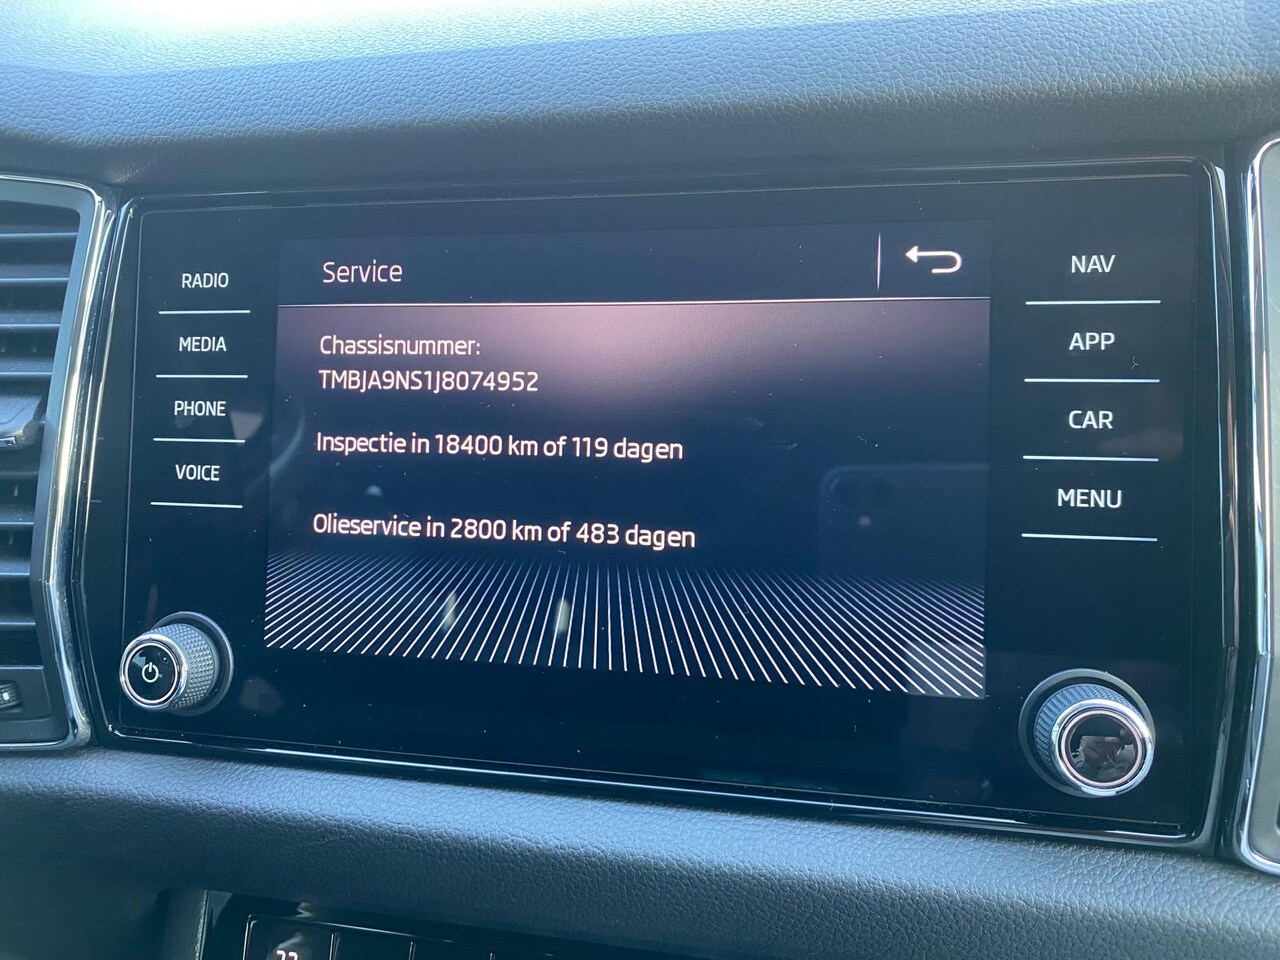 Service
RADIO
MEDIA
PHONE
VOICE
Chassisnummer:
TMBJA9NS1J8074952
Inspectie in 18400 km of 119 dagen
Olieservice in 2800 km of 483 dagen
NAV
APP
CAR
MENU